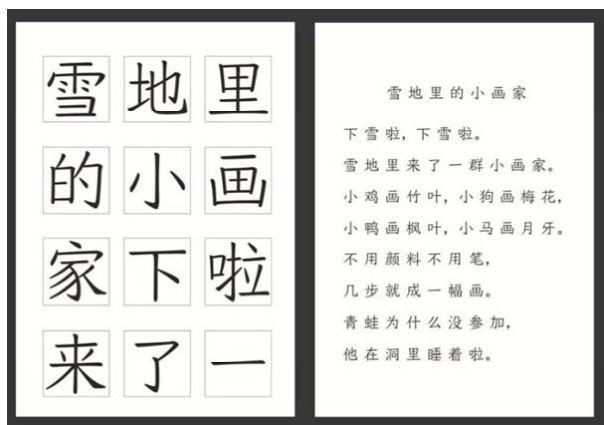 雪地里
的小画
家下啦
来了一
雪地里的小画家
下雪啦，下雪啦。
雪地里来了一群小画家。
小鸡画竹叶，小狗画梅花，
小鸭画枫叶，小马画月牙。
不用颜料不用笔，
几步就成一幅画。
青蛙为什么没参加，
他在洞里睡着啦。